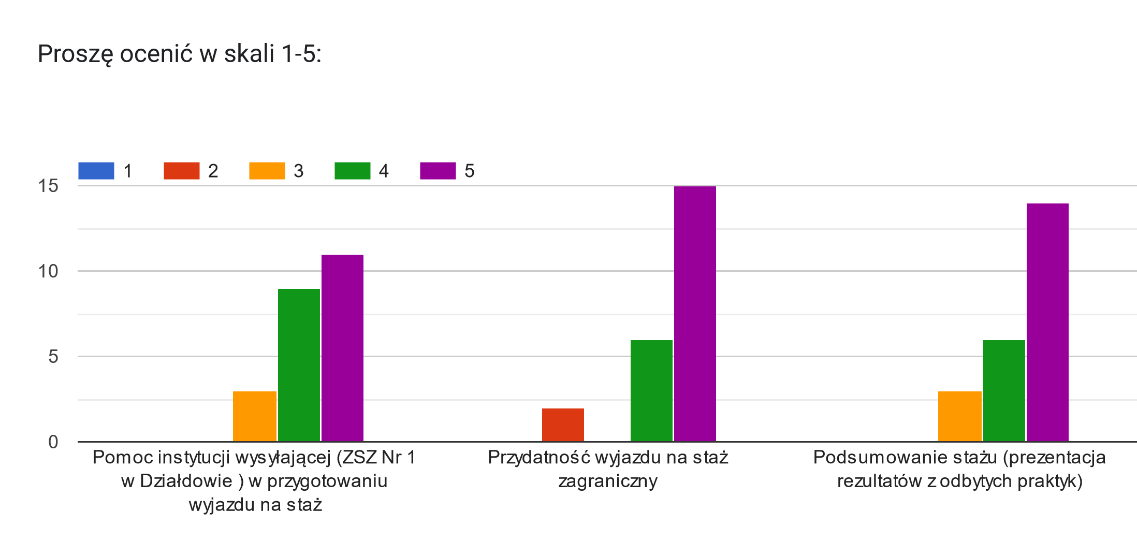 Proszę ocenić w skali 1-5:
1 2 3 4 5
15
10
5
0
Pomoc instytucji wysyłającej (ZSZ Nr 1
w Działdowie ) w przygotowaniu
wyjazdu na staż
Przydatność wyjazdu na staż
zagraniczny
Podsumowanie stażu (prezentacja
rezultatów z odbytych praktyk)